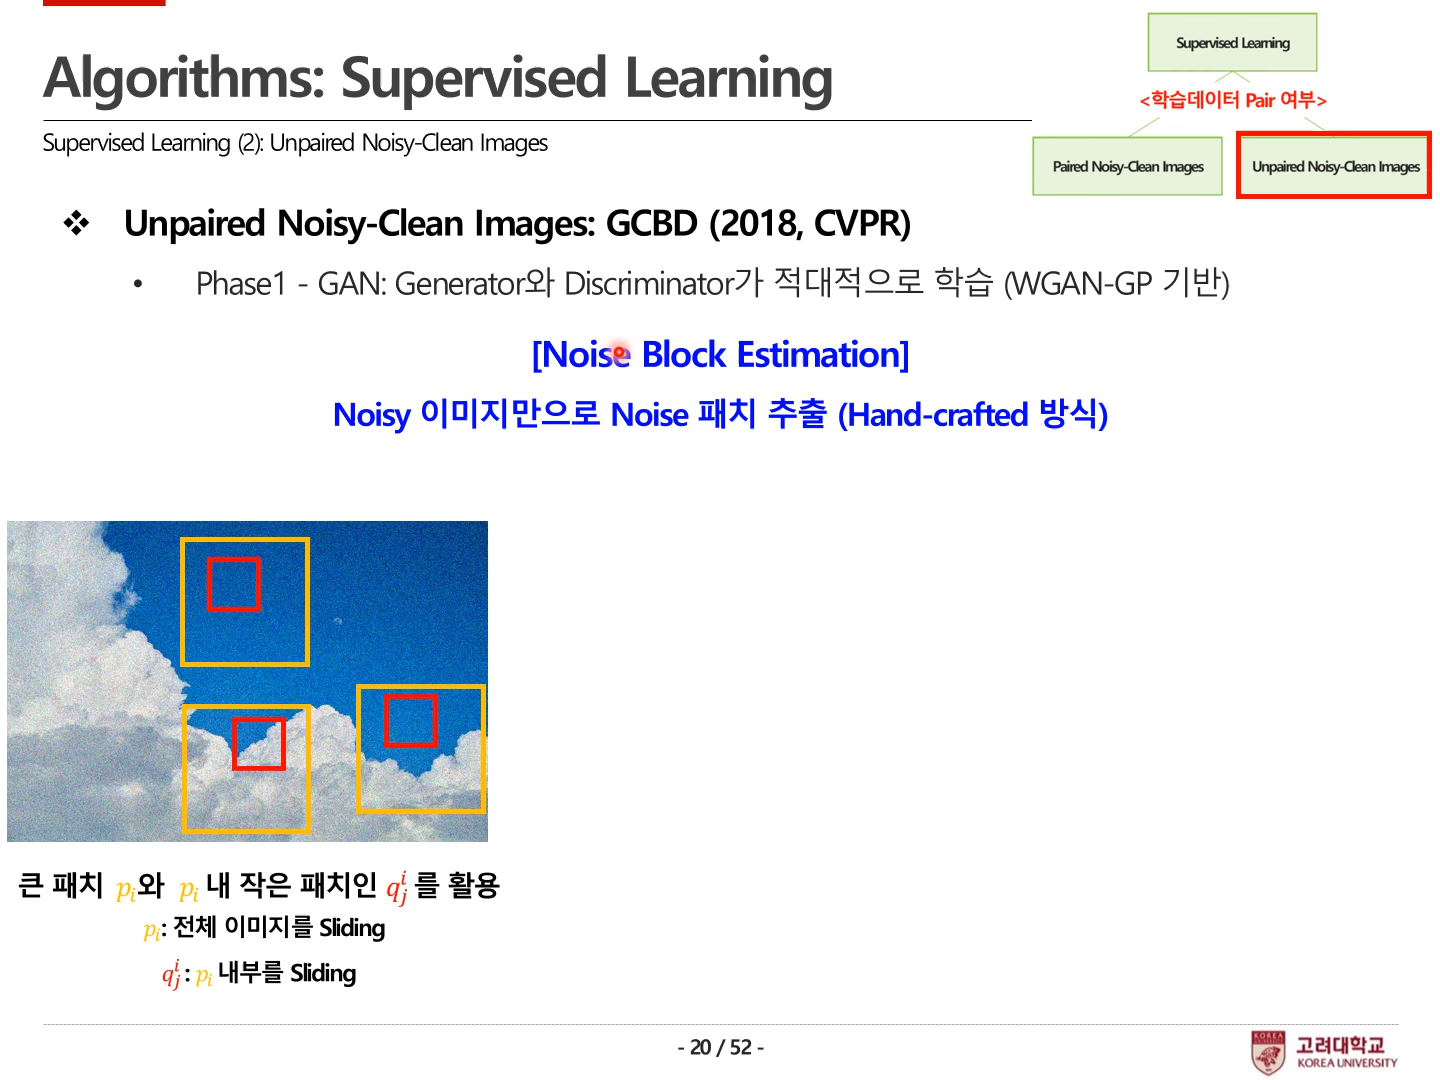 Algorithms: Supervised Learning
Supervised Learning (2): Unpaired Noisy-Clean Images
Supervised Learning
<학습데이터 Pair 여부>
Paired Noisy-Clean Images
Unpaired Noisy-Clean Images
❖ Unpaired Noisy-Clean Images: GCBD (2018, CVPR)
• Phase1 - GAN: Generator와 Discriminator가 적대적으로 학습 (WGAN-GP 기반)
[Noise Block Estimation]
Noisy 이미지만으로 Noise 패치 추출 (Hand-crafted 방식)
큰 패치 p_i와 p_i 내 작은 패치인 q_j^i 를 활용
p_i: 전체 이미지를 Sliding
q_j^i : p_i 내부를 Sliding
- 20 / 52 -
고려대학교
KOREA UNIVERSITY